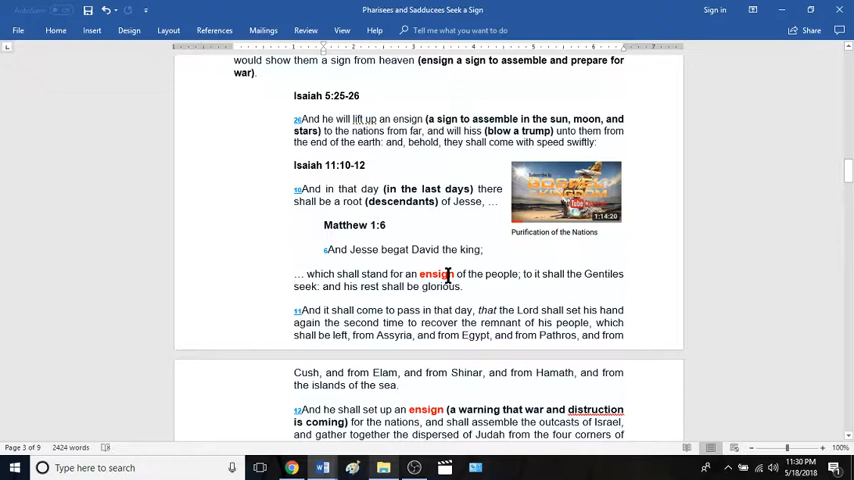 AutoSave
Pharisees and Sadducees Seek a Sign
Sign in
File Home Insert Design Layout References Mailings Review View Help Tell me what you want to do Share
would show them a sign from heaven (ensign a sign to assemble and prepare for
war).
Isaiah 5:25-26
26And he will lift up an ensign (a sign to assemble in the sun, moon, and
stars) to the nations from far, and will hiss (blow a trump) unto them from
the end of the earth: and, behold, they shall come with speed swiftly:
Isaiah 11:10-12
10And in that day (in the last days) there
shall be a root (descendants) of Jesse, …
GOSPEL
KINGDOM
YouTube
1:14:20
Purification of the Nations
Matthew 1:6
6And Jesse begat David the king;
… which shall stand for an ensign of the people; to it shall the Gentiles
seek: and his rest shall be glorious.
11And it shall come to pass in that day, that the Lord shall set his hand
again the second time to recover the remnant of his people, which
shall be left, from Assyria, and from Egypt, and from Pathros, and from
Cush, and from Elam, and from Shinar, and from Hamath, and from
the islands of the sea.
12And he shall set up an ensign (a warning that war and distruction
is coming) for the nations, and shall assemble the outcasts of Israel,
and gather together the dispersed of Judah from the four corners of
Page 3 of 9 2424 words 100%
Type here to search
11:30 PM
5/18/2018